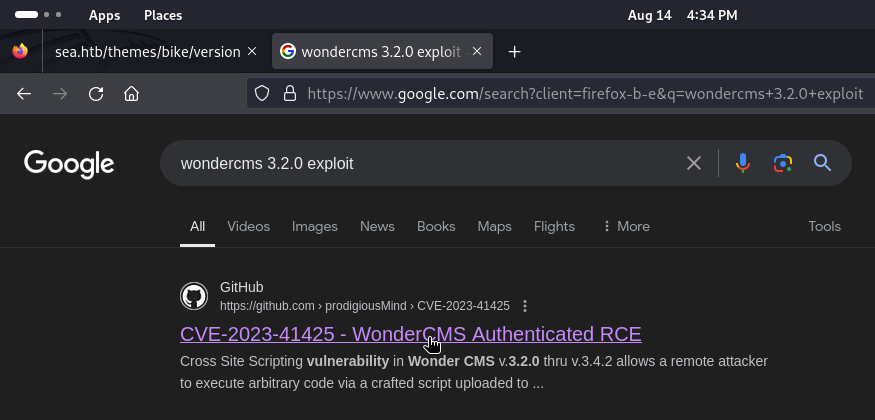 Apps Places Aug 14 4:34 PM
sea.htb/themes/bike/version wondercms 3.2.0 exploit -
https://www.google.com/search?client=firefox-b-e&q=wondercms+3.2.0+exploit
Google wondercms 3.2.0 exploit
All Videos Images News Books Maps Flights More Tools
GitHub
https://github.com › prodigiousMind › CVE-2023-41425
CVE-2023-41425 - WonderCMS Authenticated RCE
Cross Site Scripting vulnerability in Wonder CMS v.3.2.0 thru v.3.4.2 allows a remote attacker
to execute arbitrary code via a crafted script uploaded to ...